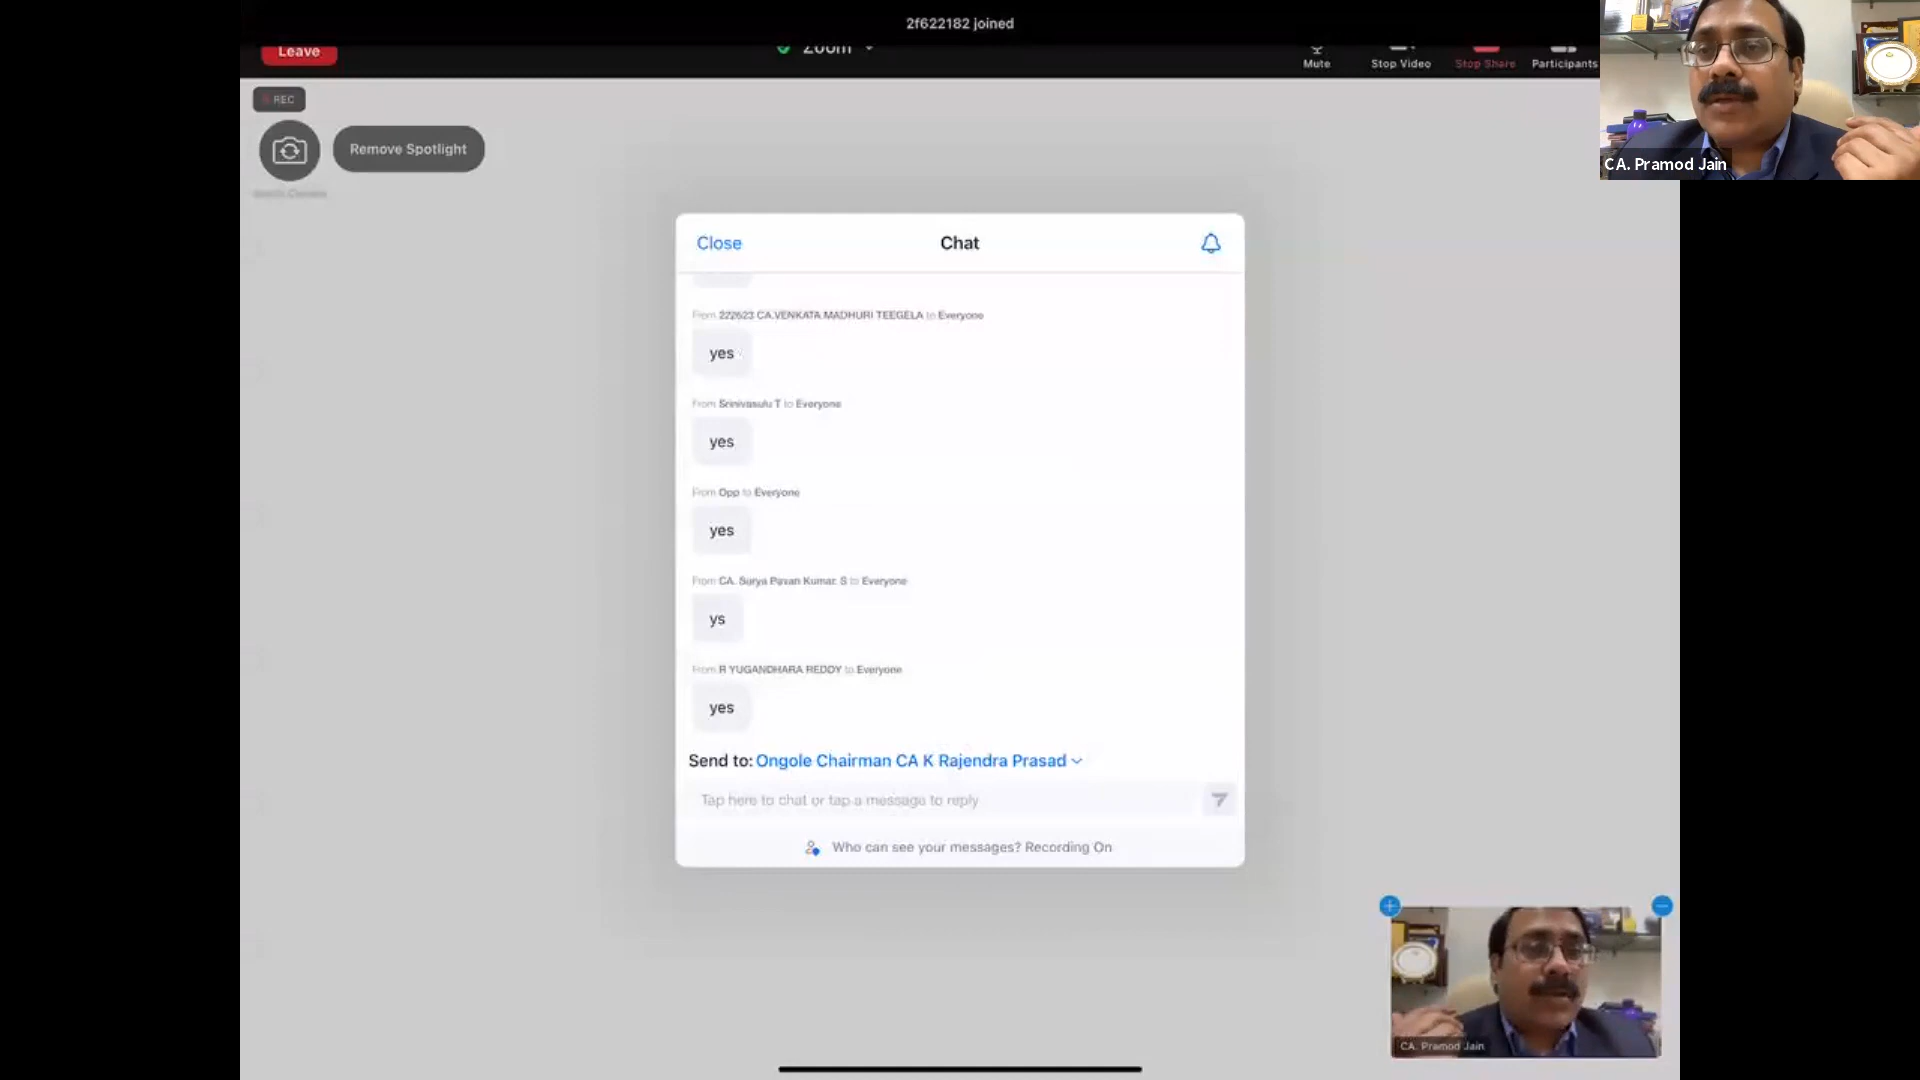 2f622182 joined
Leave
Zoom
Mute
Stop Video
Stop Share
Participants
REC
Remove Spotlight
CA. Pramod Jain
Close
Chat
From 222623 CA.VENKATA MADHURI TEEGELA to Everyone
yes
From Srinivasulu T to Everyone
yes
From Opp to Everyone
yes
From CA. Surya Pavan Kumar. S to Everyone
ys
From R YUGANDHARA REDDY to Everyone
yes
Send to: Ongole Chairman CA K Rajendra Prasad
Tap here to chat or tap a message to reply
Who can see your messages? Recording On
CA. Pramod Jain